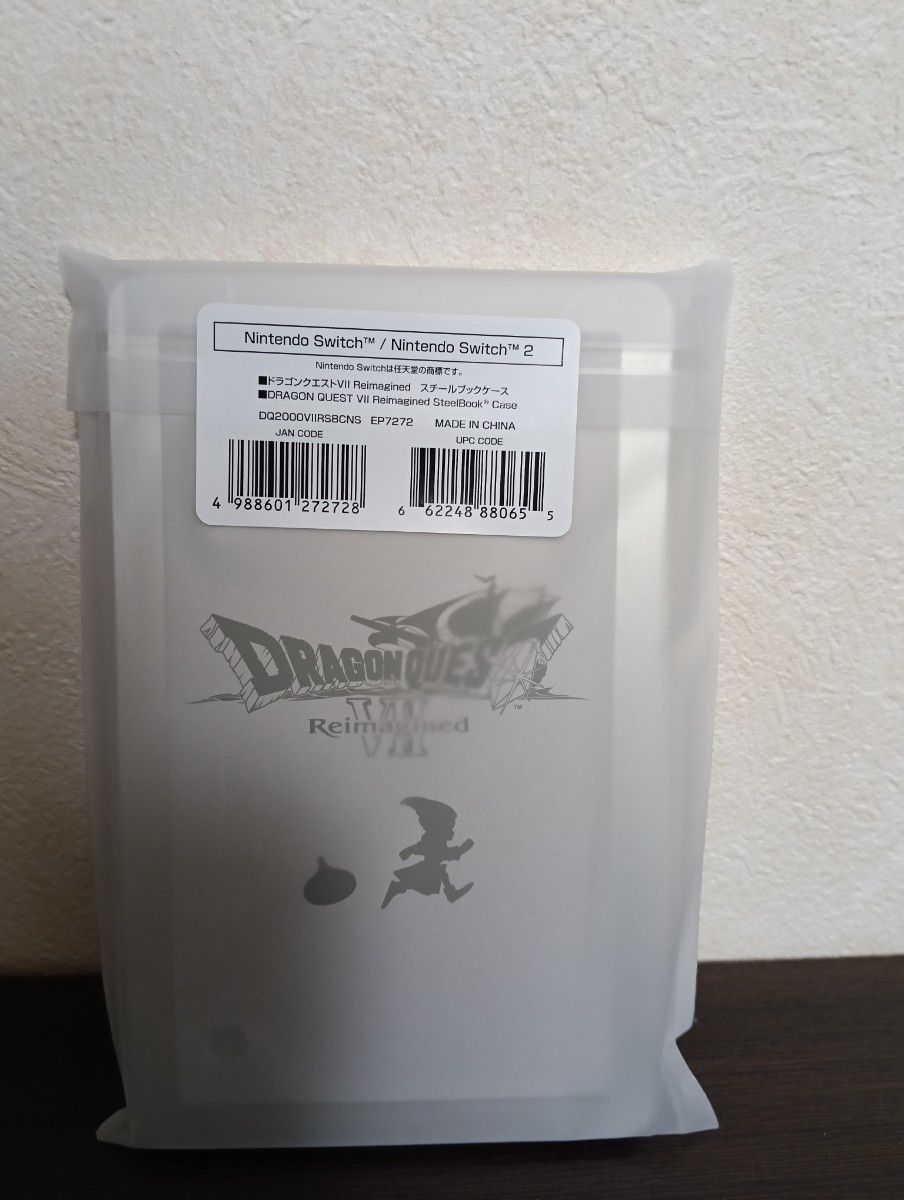 Nintendo Switch™ / Nintendo Switch™ 2
Nintendo Switchは任天堂の商標です。
■ドラゴンクエストVII Reimagined スチールブックケース
■DRAGON QUEST VII Reimagined SteelBook® Case
DQ2000VIIRSBCNS EP7272 MADE IN CHINA
JAN CODE UPC CODE
4 988601 272728 6 62248 88065 5
DRAGON QUEST™
VII
Reimagined